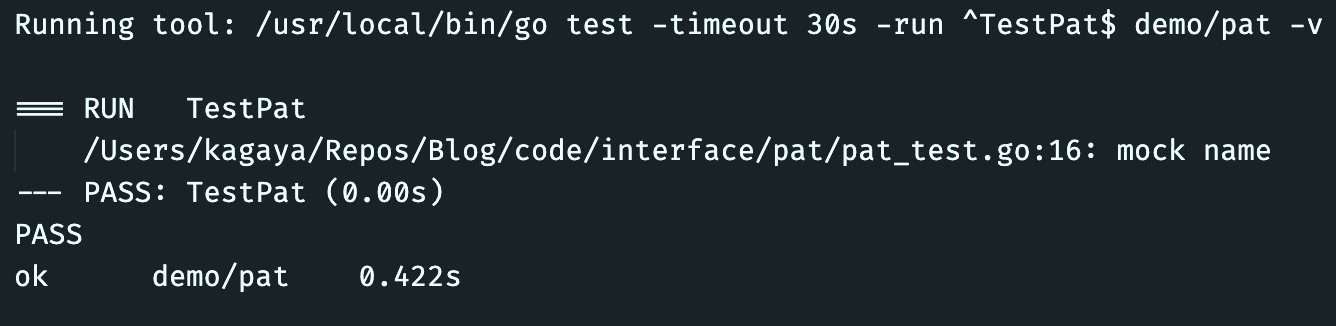 Running tool: /usr/local/bin/go test -timeout 30s -run ^TestPat$ demo/pat -v
=== RUN   TestPat
    /Users/kagaya/Repos/Blog/code/interface/pat/pat_test.go:16: mock name
--- PASS: TestPat (0.00s)
PASS
ok      demo/pat    0.422s